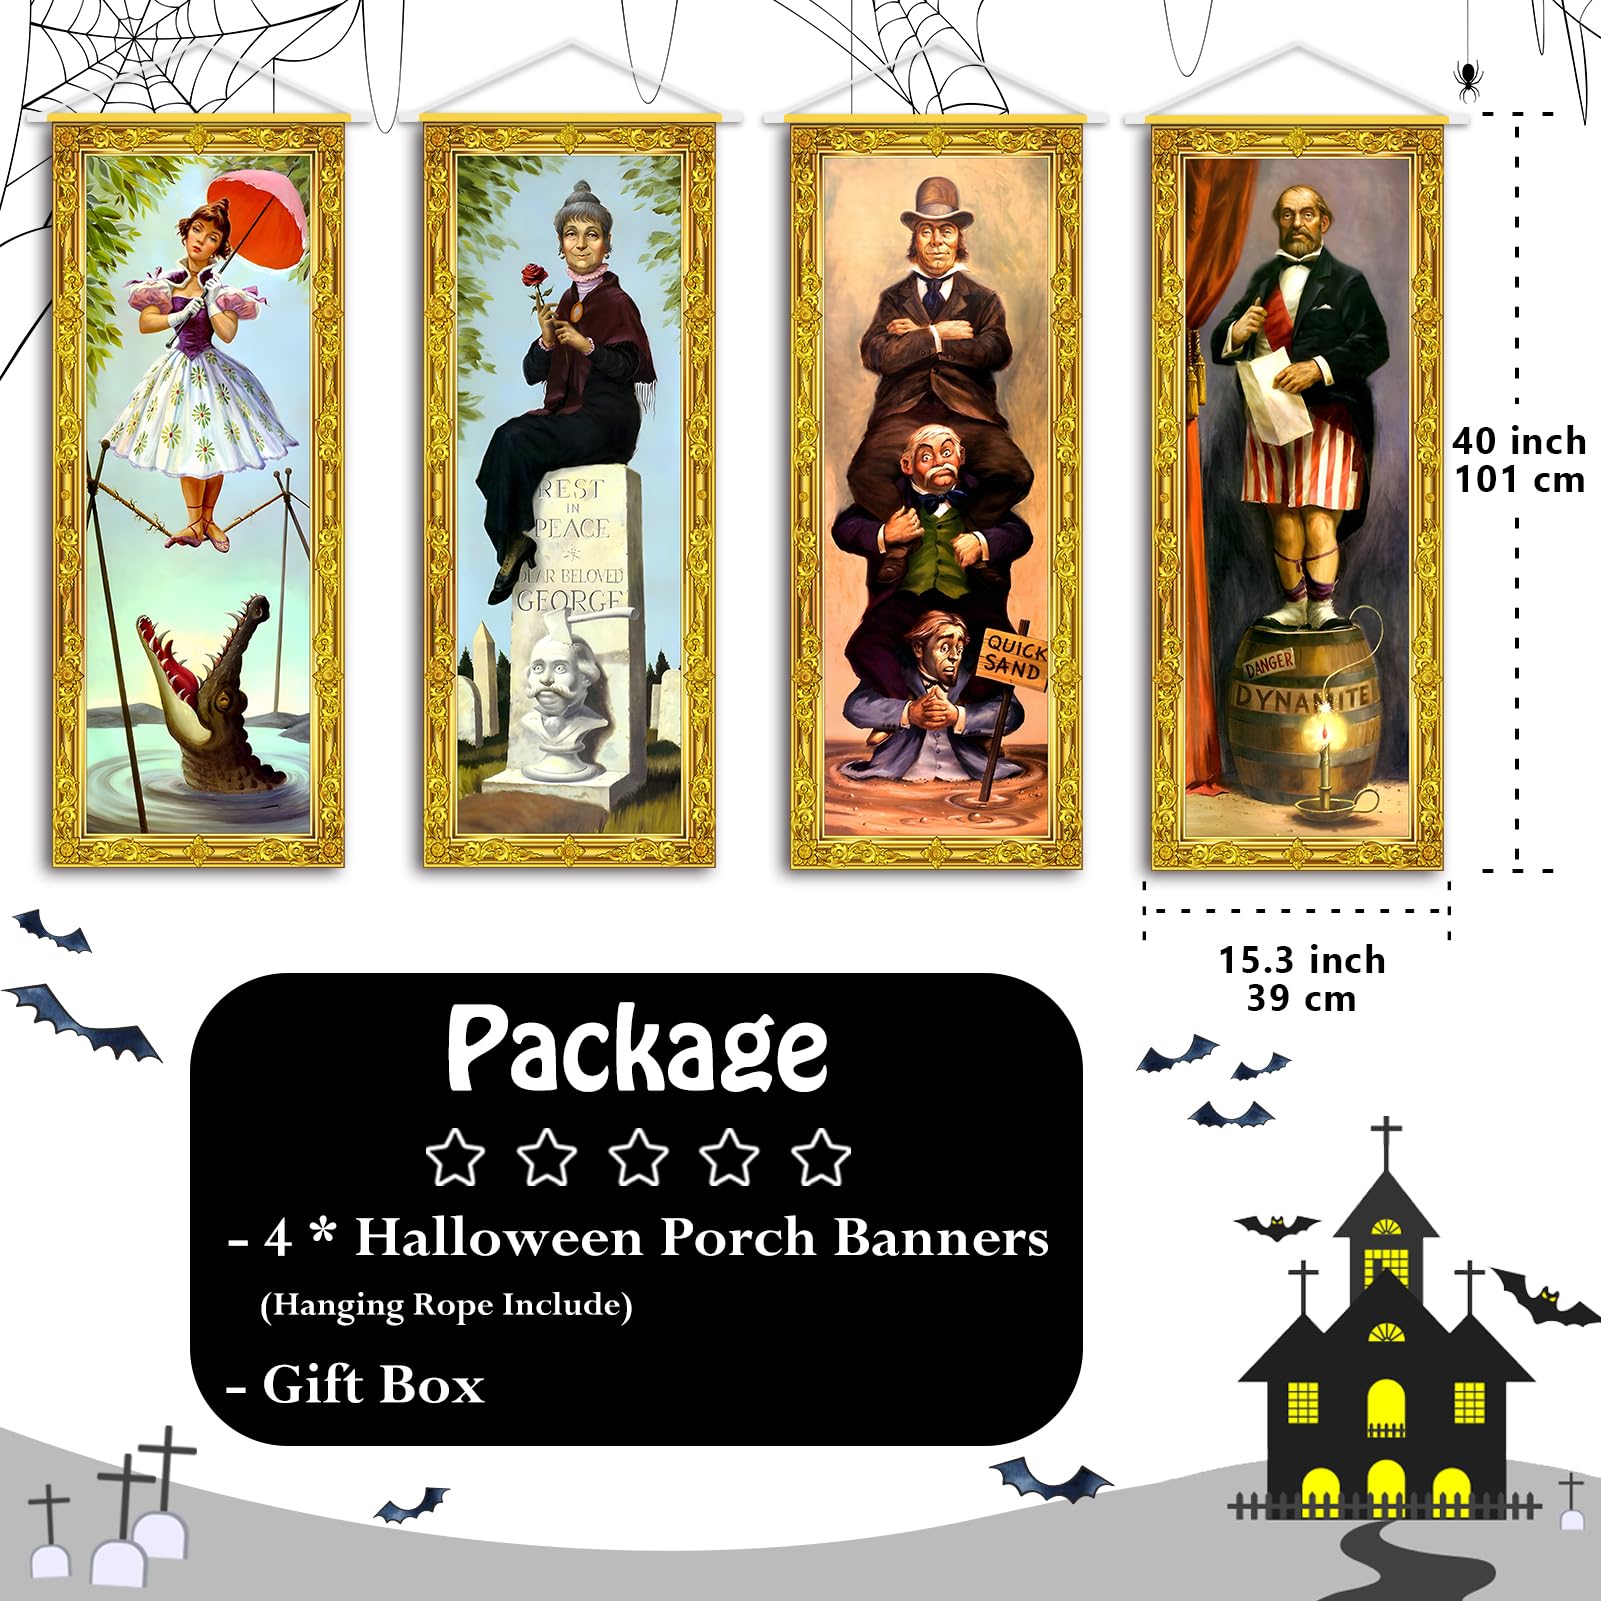 REST
IN
PEACE
DEAR BELOVED
GEORGE
QUICK
SAND
DANGER
DYNAMITE
40 inch
101 cm
15.3 inch
39 cm
Package
- 4 * Halloween Porch Banners
(Hanging Rope Include)
- Gift Box